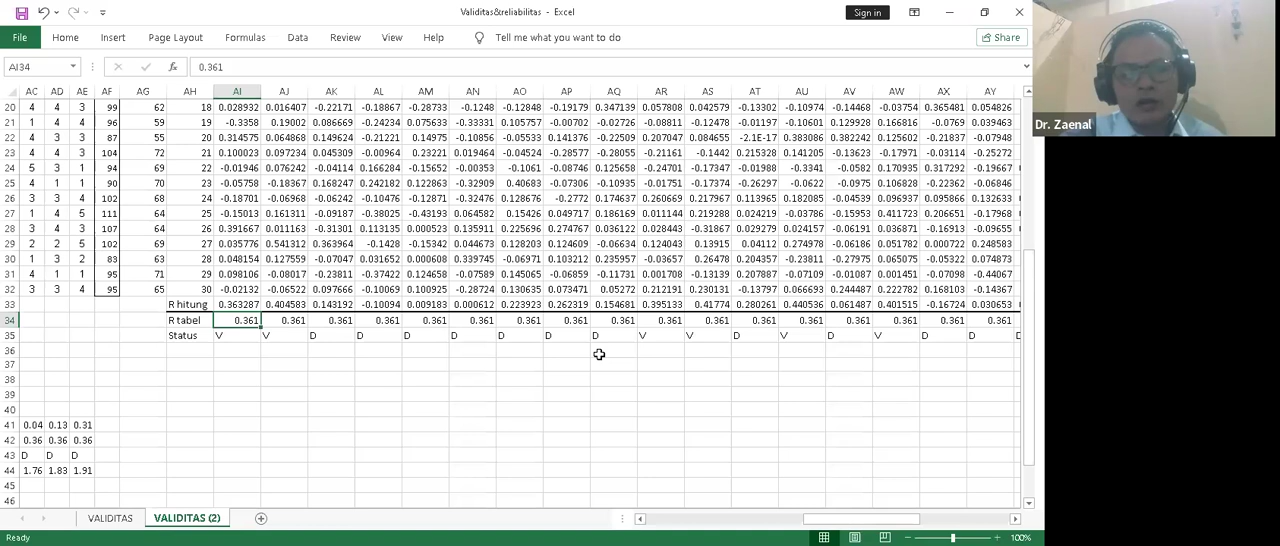 Validitas&reliabilitas - Excel
Sign in
File Home Insert Page Layout Formulas Data Review View Help Tell me what you want to do Share
AI34 fx 0.361
AC AD AE AF AG AH AI AJ AK AL AM AN AO AP AQ AR AS AT AU AV AW AX AY
20 4 4 3 99 62 18 0.028932 0.016407 -0.22171 -0.18867 -0.28733 -0.1248 -0.12848 -0.19179 0.347139 0.057808 0.042579 -0.13302 -0.10974 -0.14468 -0.03754 0.365481 0.054826
21 1 4 4 96 59 19 -0.3358 0.19002 0.086669 -0.24234 0.075633 -0.33331 0.105757 -0.00702 -0.02726 -0.08811 -0.12478 -0.01197 -0.10601 0.129928 0.166816 -0.0769 0.039463
22 4 3 3 87 55 20 0.314575 0.064868 0.149624 -0.21221 0.14975 -0.10856 -0.05533 0.141376 -0.22509 0.207047 0.084655 -2.1E-17 0.383086 0.382242 0.125602 -0.21837 -0.07948
23 4 4 3 104 72 21 0.100023 0.097234 0.045309 -0.00964 0.23221 0.019464 -0.04524 -0.28577 -0.28055 -0.21161 -0.1442 0.215328 0.141205 -0.13623 -0.17971 -0.03114 -0.25272
24 5 3 1 94 69 22 -0.01946 0.076242 -0.04114 0.166284 -0.15652 -0.00353 -0.1061 -0.08746 0.125658 -0.24701 -0.17347 -0.01988 -0.3341 -0.0582 0.170935 0.317292 -0.19667
25 4 1 1 90 70 23 -0.05758 -0.18367 0.168247 0.242182 0.122863 -0.32909 0.40683 -0.07306 -0.10935 -0.01751 -0.17374 -0.26297 -0.0622 -0.0975 0.106828 -0.22362 -0.06846
26 3 3 4 102 68 24 -0.18701 -0.06968 -0.06242 -0.10476 -0.12871 -0.32476 0.128676 -0.2772 0.174637 0.260669 0.217967 0.113965 0.182085 -0.04539 0.096937 0.095866 0.132633
27 1 4 5 111 64 25 -0.15013 0.161311 -0.09187 -0.38025 -0.43193 0.064582 0.15426 0.049717 0.186169 0.011144 0.219288 0.024219 -0.03786 -0.15953 0.411723 0.206651 -0.17968
28 3 4 3 107 64 26 0.391667 0.011163 -0.31301 0.113135 0.000523 0.135911 0.225696 0.274767 0.036122 0.028443 -0.31867 0.029279 0.024157 -0.06191 0.036871 -0.16913 -0.09655
29 2 2 5 102 69 27 0.035776 0.541312 0.363964 -0.1428 -0.15342 0.044673 0.128203 0.124609 -0.06634 0.124043 0.13915 0.04112 0.274978 -0.06186 0.051782 0.000722 0.248583
30 1 3 2 83 63 28 0.048154 0.127559 -0.07047 0.031652 0.000608 0.339745 -0.06971 0.103212 0.235957 -0.03657 0.26478 0.204357 -0.23811 -0.27975 0.065075 -0.05322 0.074873
31 4 1 1 95 71 29 0.098106 -0.08017 -0.23811 -0.37422 0.124658 -0.07589 0.145065 -0.06859 -0.11731 0.001708 -0.13139 0.207887 -0.07109 -0.01087 0.001451 -0.07198 -0.44067
32 3 3 4 95 65 30 -0.02132 -0.06522 0.097666 -0.10069 0.100925 -0.28724 0.130065 0.073471 0.05272 0.212191 0.230131 -0.13797 0.066693 0.244487 0.222782 0.168103 -0.14367
33 R hitung 0.363287 0.404583 0.143192 -0.10094 0.009183 0.000612 0.223923 0.262319 0.154681 0.395133 0.41774 0.280261 0.440536 0.061487 0.401515 -0.16724 0.030653
34 R tabel 0.361 0.361 0.361 0.361 0.361 0.361 0.361 0.361 0.361 0.361 0.361 0.361 0.361 0.361 0.361 0.361 0.361
35 Status V V D D D D D D D V V D V D V D D
36
37
38
39
40
41 0.04 0.13 0.31
42 0.36 0.36 0.36
43 D D D
44 1.76 1.83 1.91
45
46
VALIDITAS VALIDITAS (2)
Ready 100%
Dr. Zaenal